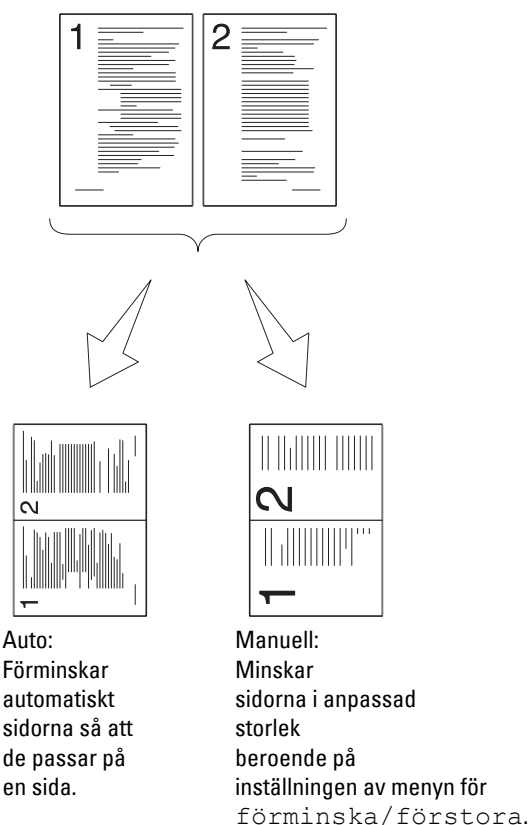 1
2
2
1
2
1
Auto:
Förminskar
automatiskt
sidorna så att
de passar på
en sida.
Manuell:
Minskar
sidorna i anpassad
storlek
beroende på
inställningen av menyn för
förminska/förstora.